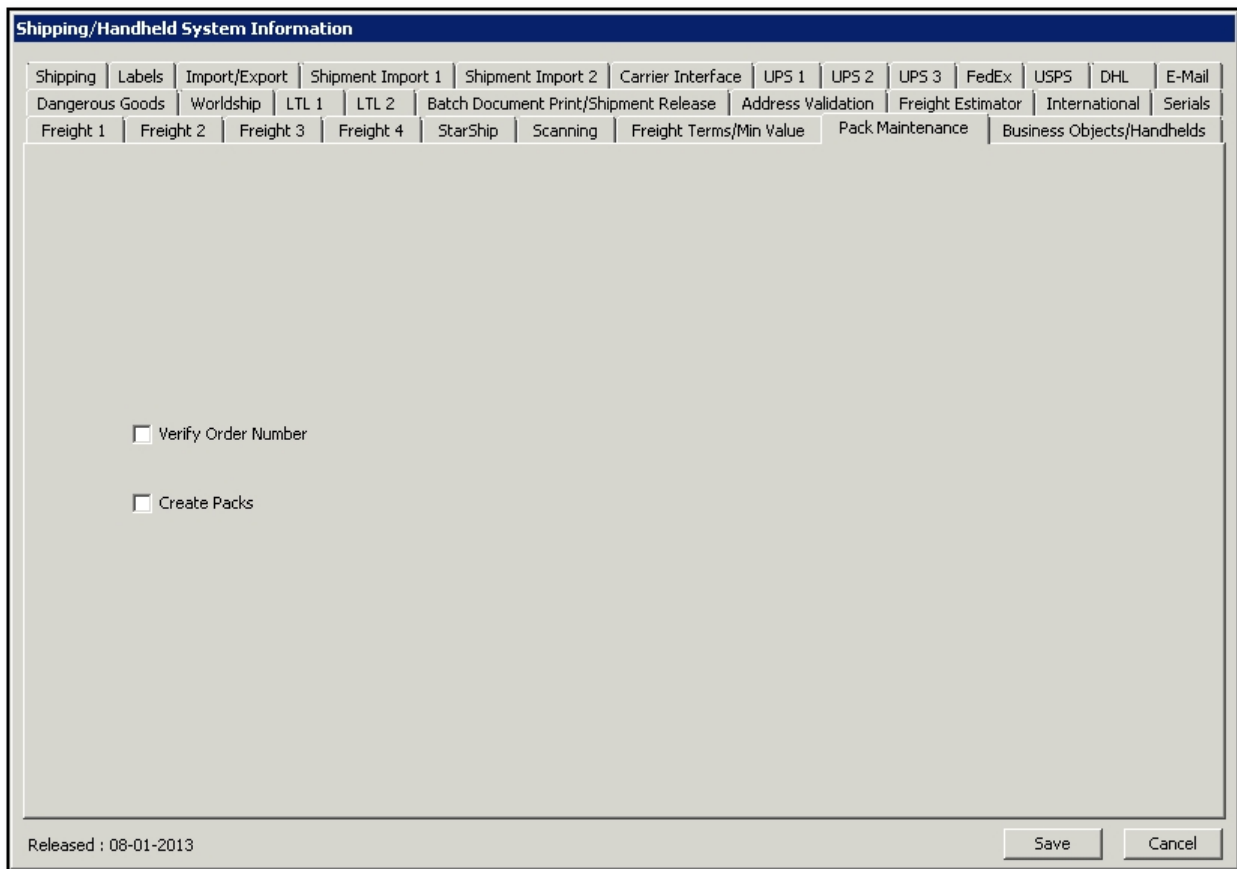 Shipping/Handheld System Information
Shipping Labels Import/Export Shipment Import 1 Shipment Import 2 Carrier Interface UPS 1 UPS 2 UPS 3 FedEx USPS DHL E-Mail
Dangerous Goods Worldship LTL 1 LTL 2 Batch Document Print/Shipment Release Address Validation Freight Estimator International Serials
Freight 1 Freight 2 Freight 3 Freight 4 StarShip Scanning Freight Terms/Min Value Pack Maintenance Business Objects/Handhelds
Verify Order Number
Create Packs
Released : 08-01-2013 Save Cancel